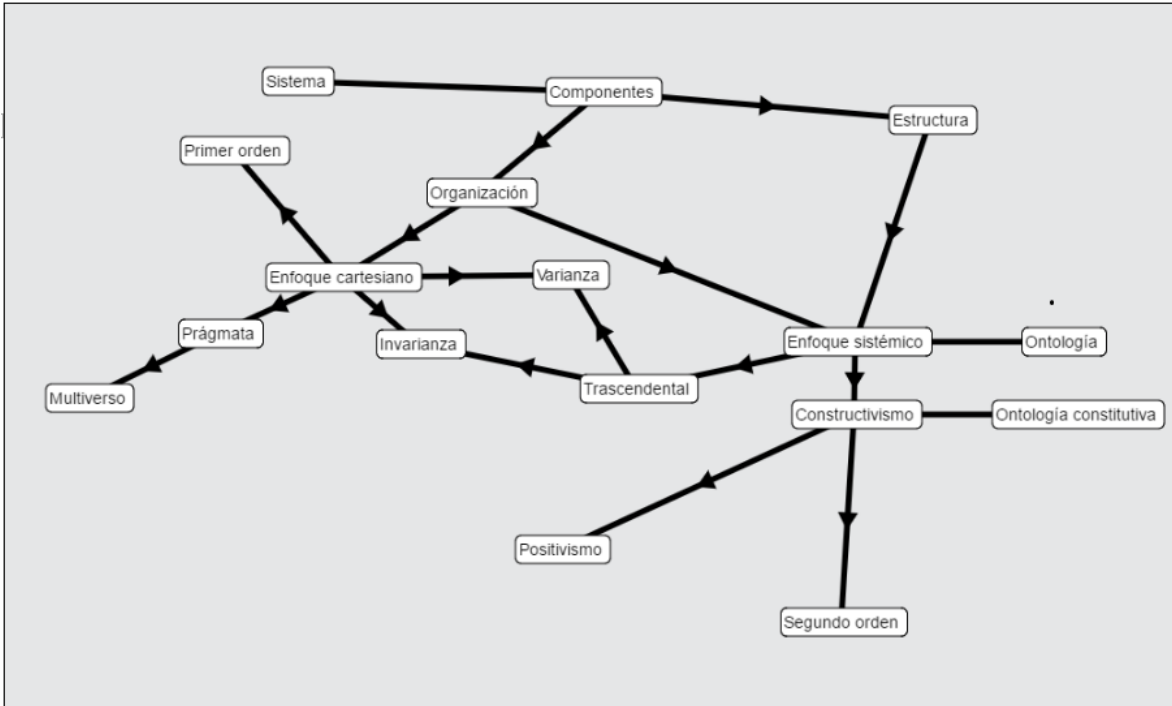 Sistema
Componentes
Estructura
Primer orden
Organización
Enfoque cartesiano
Varianza
Prágmata
Invarianza
Enfoque sistémico
Ontología
Multiverso
Trascendental
Constructivismo
Ontología constitutiva
Positivismo
Segundo orden